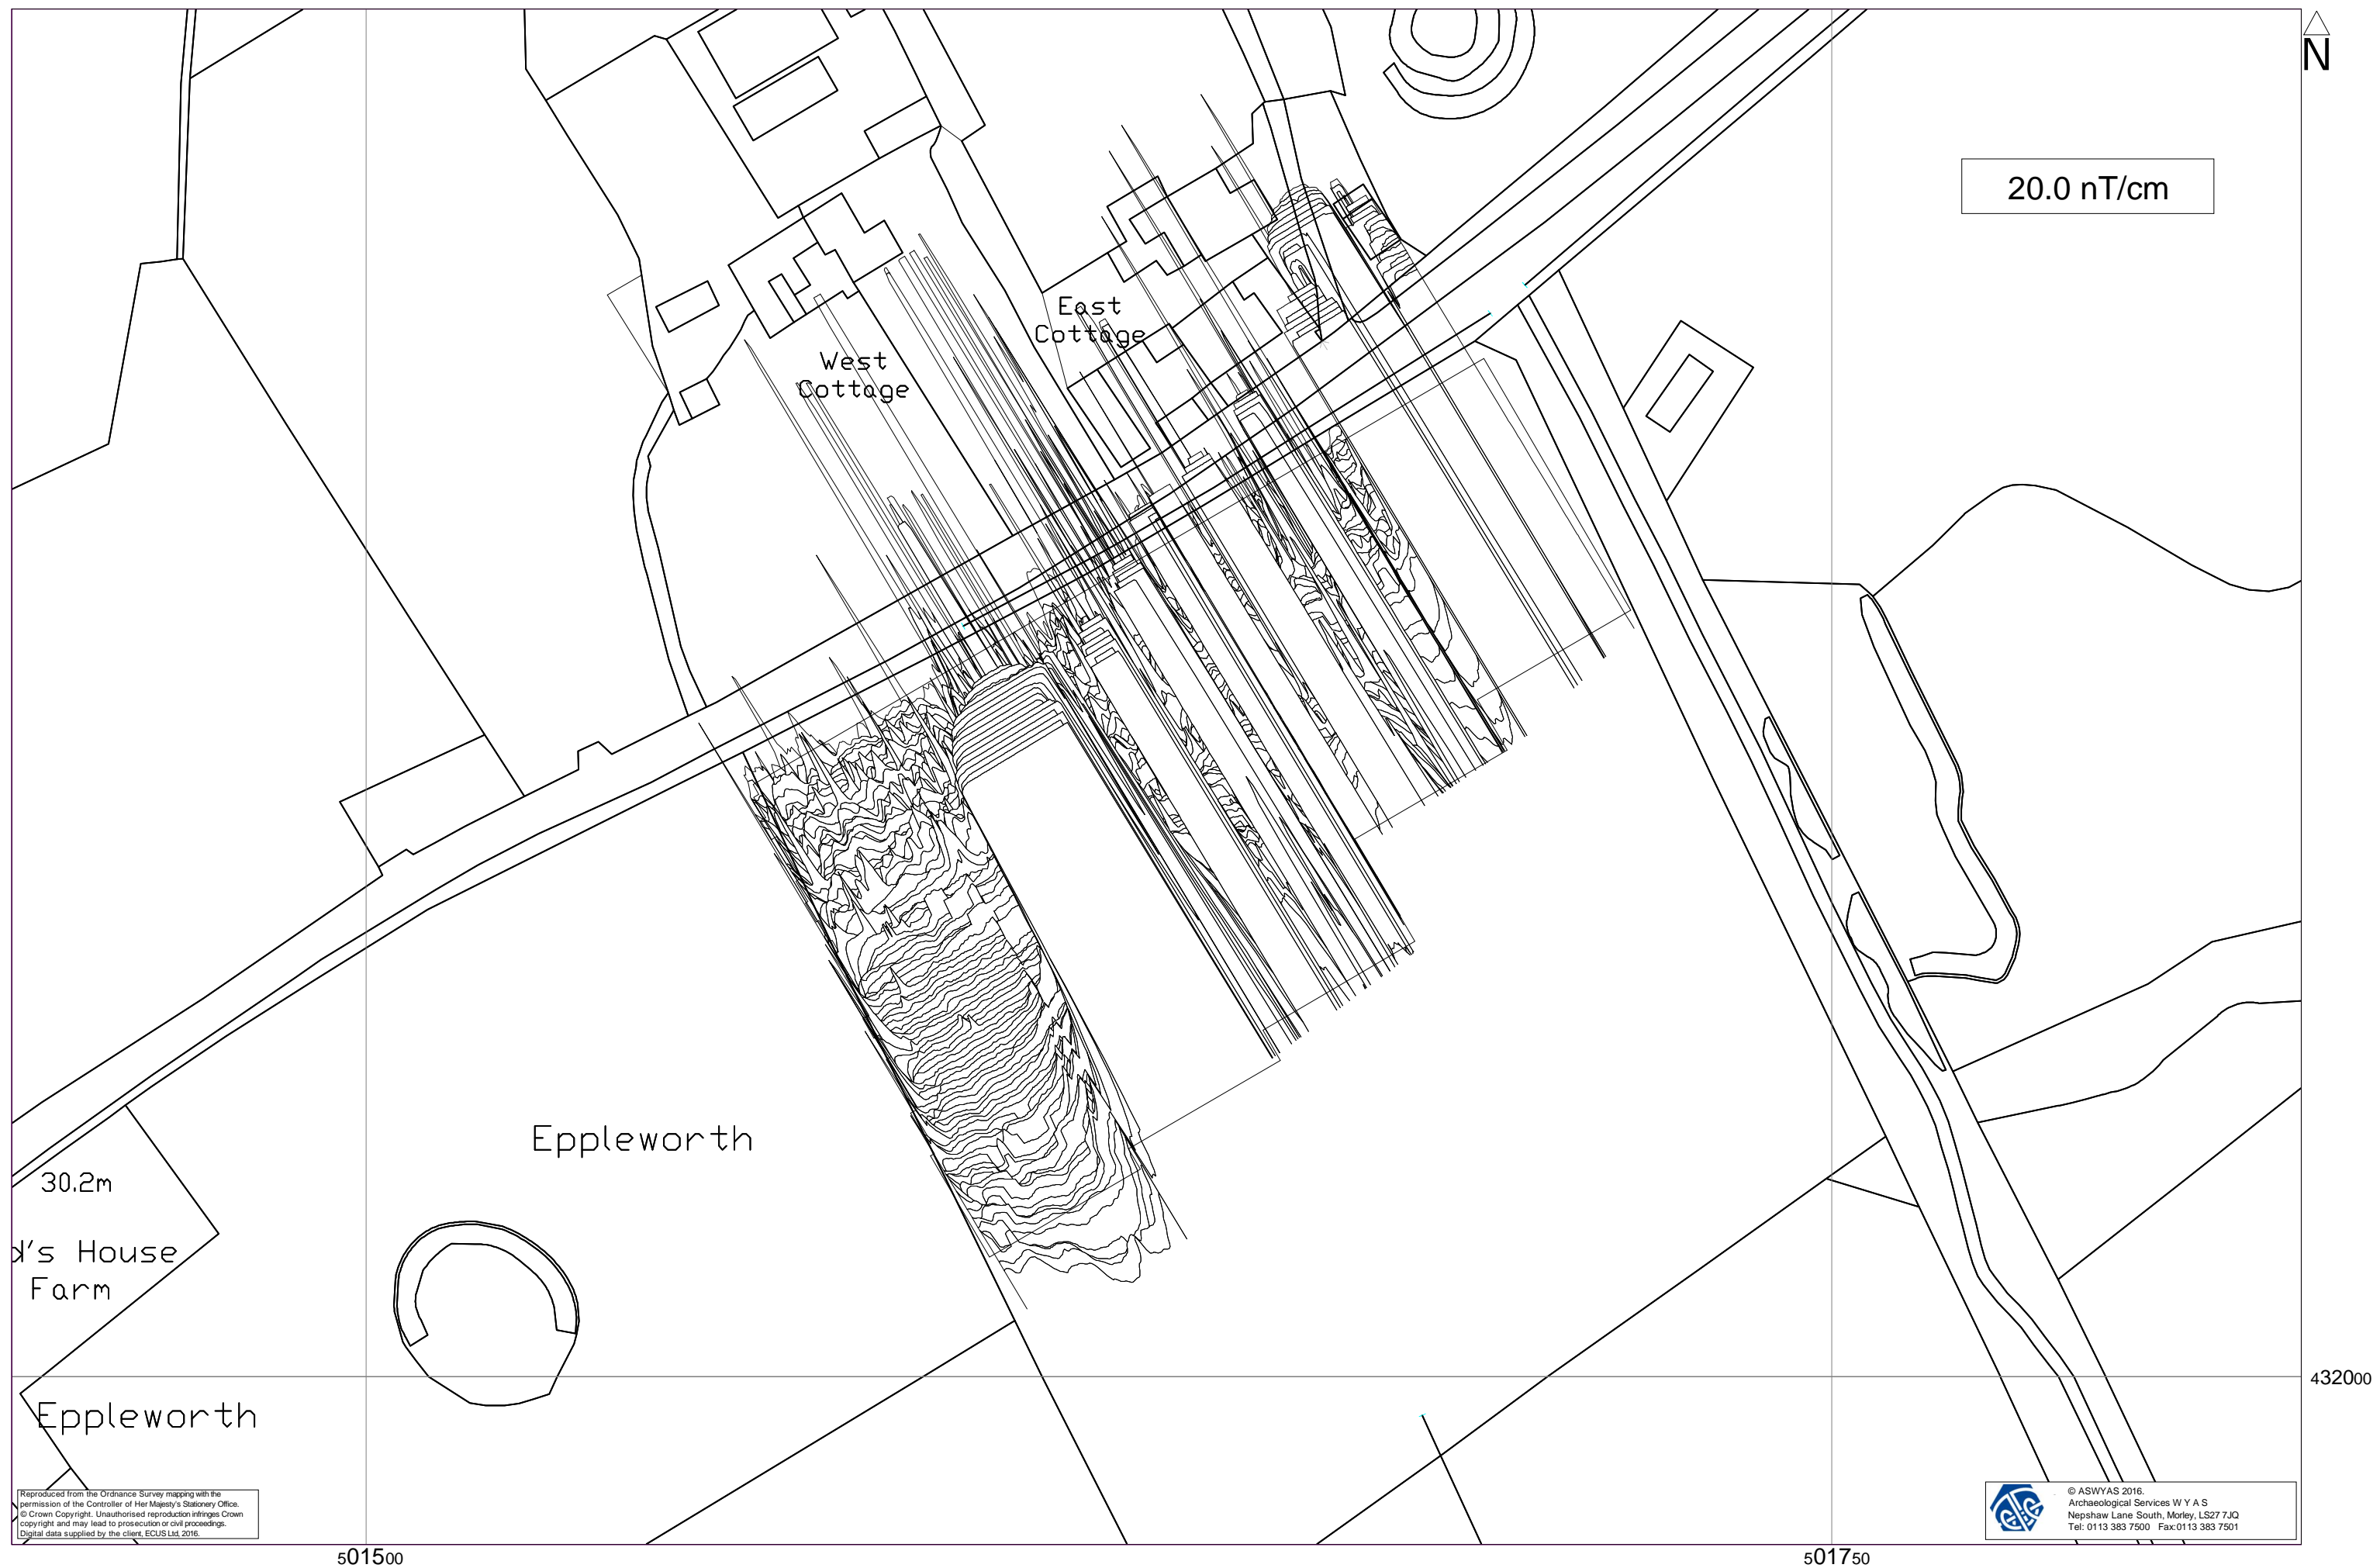 N
20.0 nT/cm
East
Cottage
West
Cottage
Eppleworth
30.2m
d's House
Farm
Eppleworth
43200
Reproduced from the Ordnance Survey mapping with the
permission of the Controller of Her Majesty's Stationery Office.
© Crown Copyright. Unauthorised reproduction infringes Crown
copyright and may lead to prosecution or civil proceedings.
Digital data supplied by the client, ECUS Ltd, 2016.
© ASWYAS 2016.
Archaeological Services W Y A S
Nepshaw Lane South, Morley, LS27 7JQ
Tel: 0113 383 7500 Fax:0113 383 7501
501500
501750